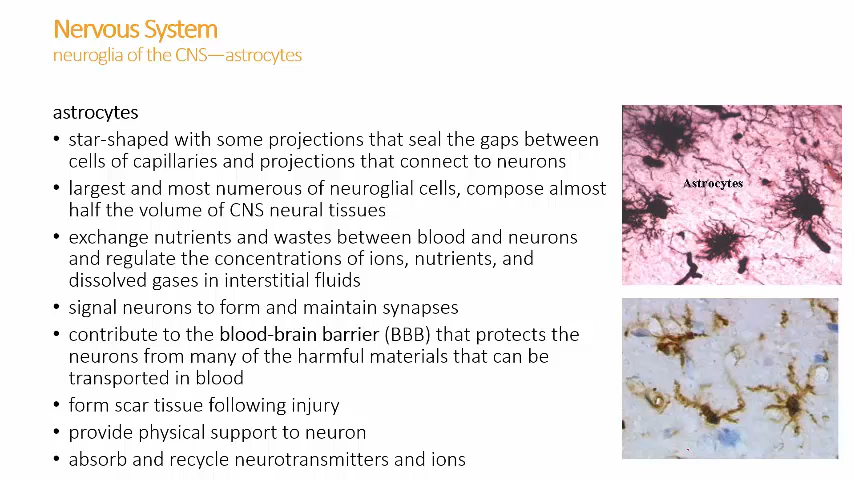 Nervous System
neuroglia of the CNS—astrocytes
astrocytes
• star-shaped with some projections that seal the gaps between
cells of capillaries and projections that connect to neurons
• largest and most numerous of neuroglial cells, compose almost
half the volume of CNS neural tissues
• exchange nutrients and wastes between blood and neurons
and regulate the concentrations of ions, nutrients, and
dissolved gases in interstitial fluids
• signal neurons to form and maintain synapses
• contribute to the blood-brain barrier (BBB) that protects the
neurons from many of the harmful materials that can be
transported in blood
• form scar tissue following injury
• provide physical support to neuron
• absorb and recycle neurotransmitters and ions
Astrocytes